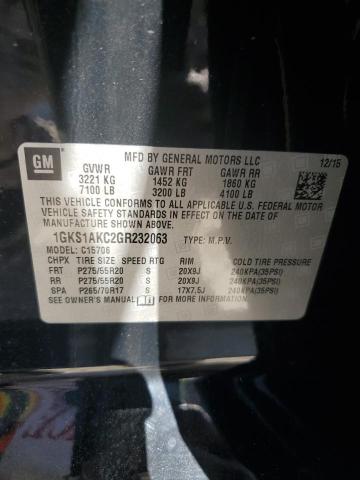 GM
MFD BY GENERAL MOTORS LLC
12/15
GVWR GAWR FRT GAWR RR
3221 KG 1452 KG 1860 KG
7100 LB 3200 LB 4100 LB
THIS VEHICLE CONFORMS TO ALL APPLICABLE U.S. FEDERAL MOTOR
VEHICLE SAFETY AND THEFT PREVENTION STANDARDS IN EFFECT
ON THE DATE OF MANUFACTURE SHOWN ABOVE.
1GKS1AKC2GR232063 TYPE: M.P.V.
C15706
CHPX TIRE SIZE SPEED RTG RIM COLD TIRE PRESSURE
FRT P275/55R20 S 20X9J 240KPA(35PSI)
RR P275/55R20 S 20X9J 240KPA(35PSI)
SPA P265/70R17 S 17X7.5J 240KPA(35PSI)
SEE OWNER'S MANUAL FOR ADDITIONAL INFORMATION